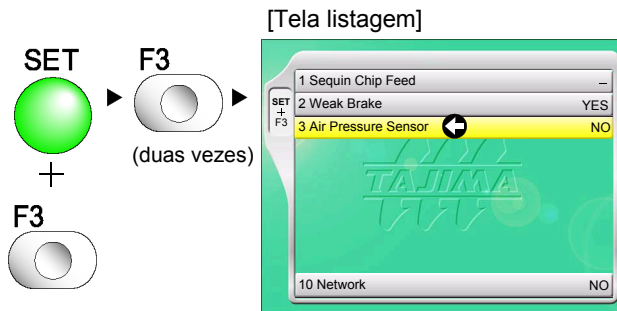 [Tela listagem]
SET
F3
(duas vezes)
+
F3
SET
+
F3
1 Sequin Chip Feed –
2 Weak Brake YES
3 Air Pressure Sensor NO
TAJIMA
10 Network NO